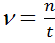 ν = n/t